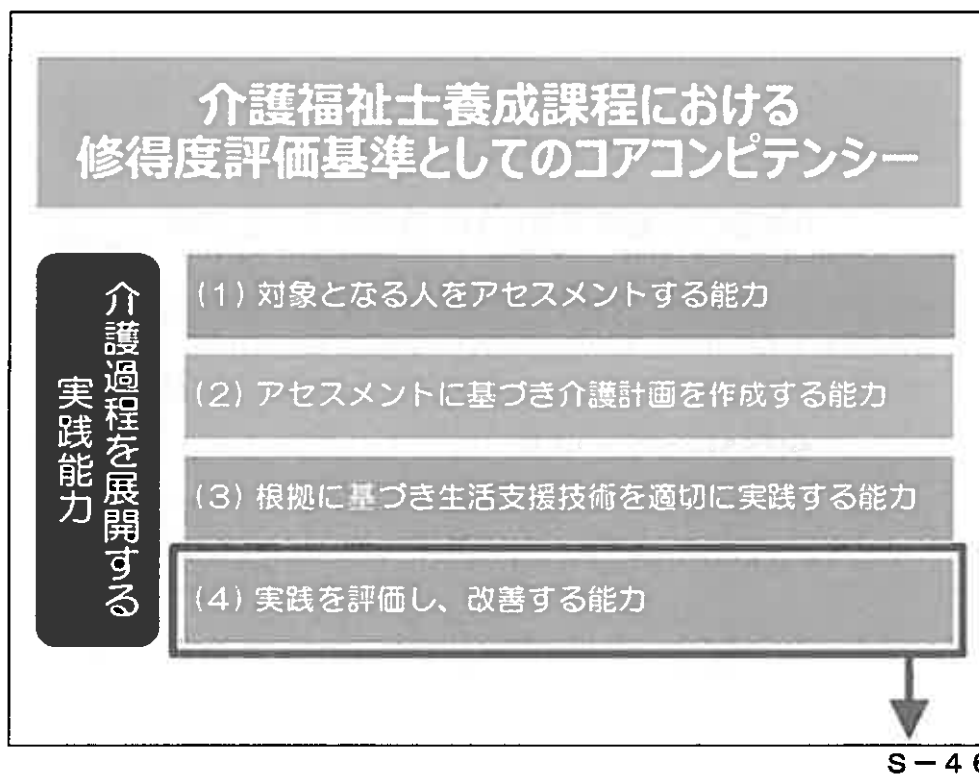 介護福祉士養成課程における
修得度評価基準としてのコアコンピテンシー
介護過程を展開する
実践能力
(1) 対象となる人をアセスメントする能力
(2) アセスメントに基づき介護計画を作成する能力
(3) 根拠に基づき生活支援技術を適切に実践する能力
(4) 実践を評価し、改善する能力